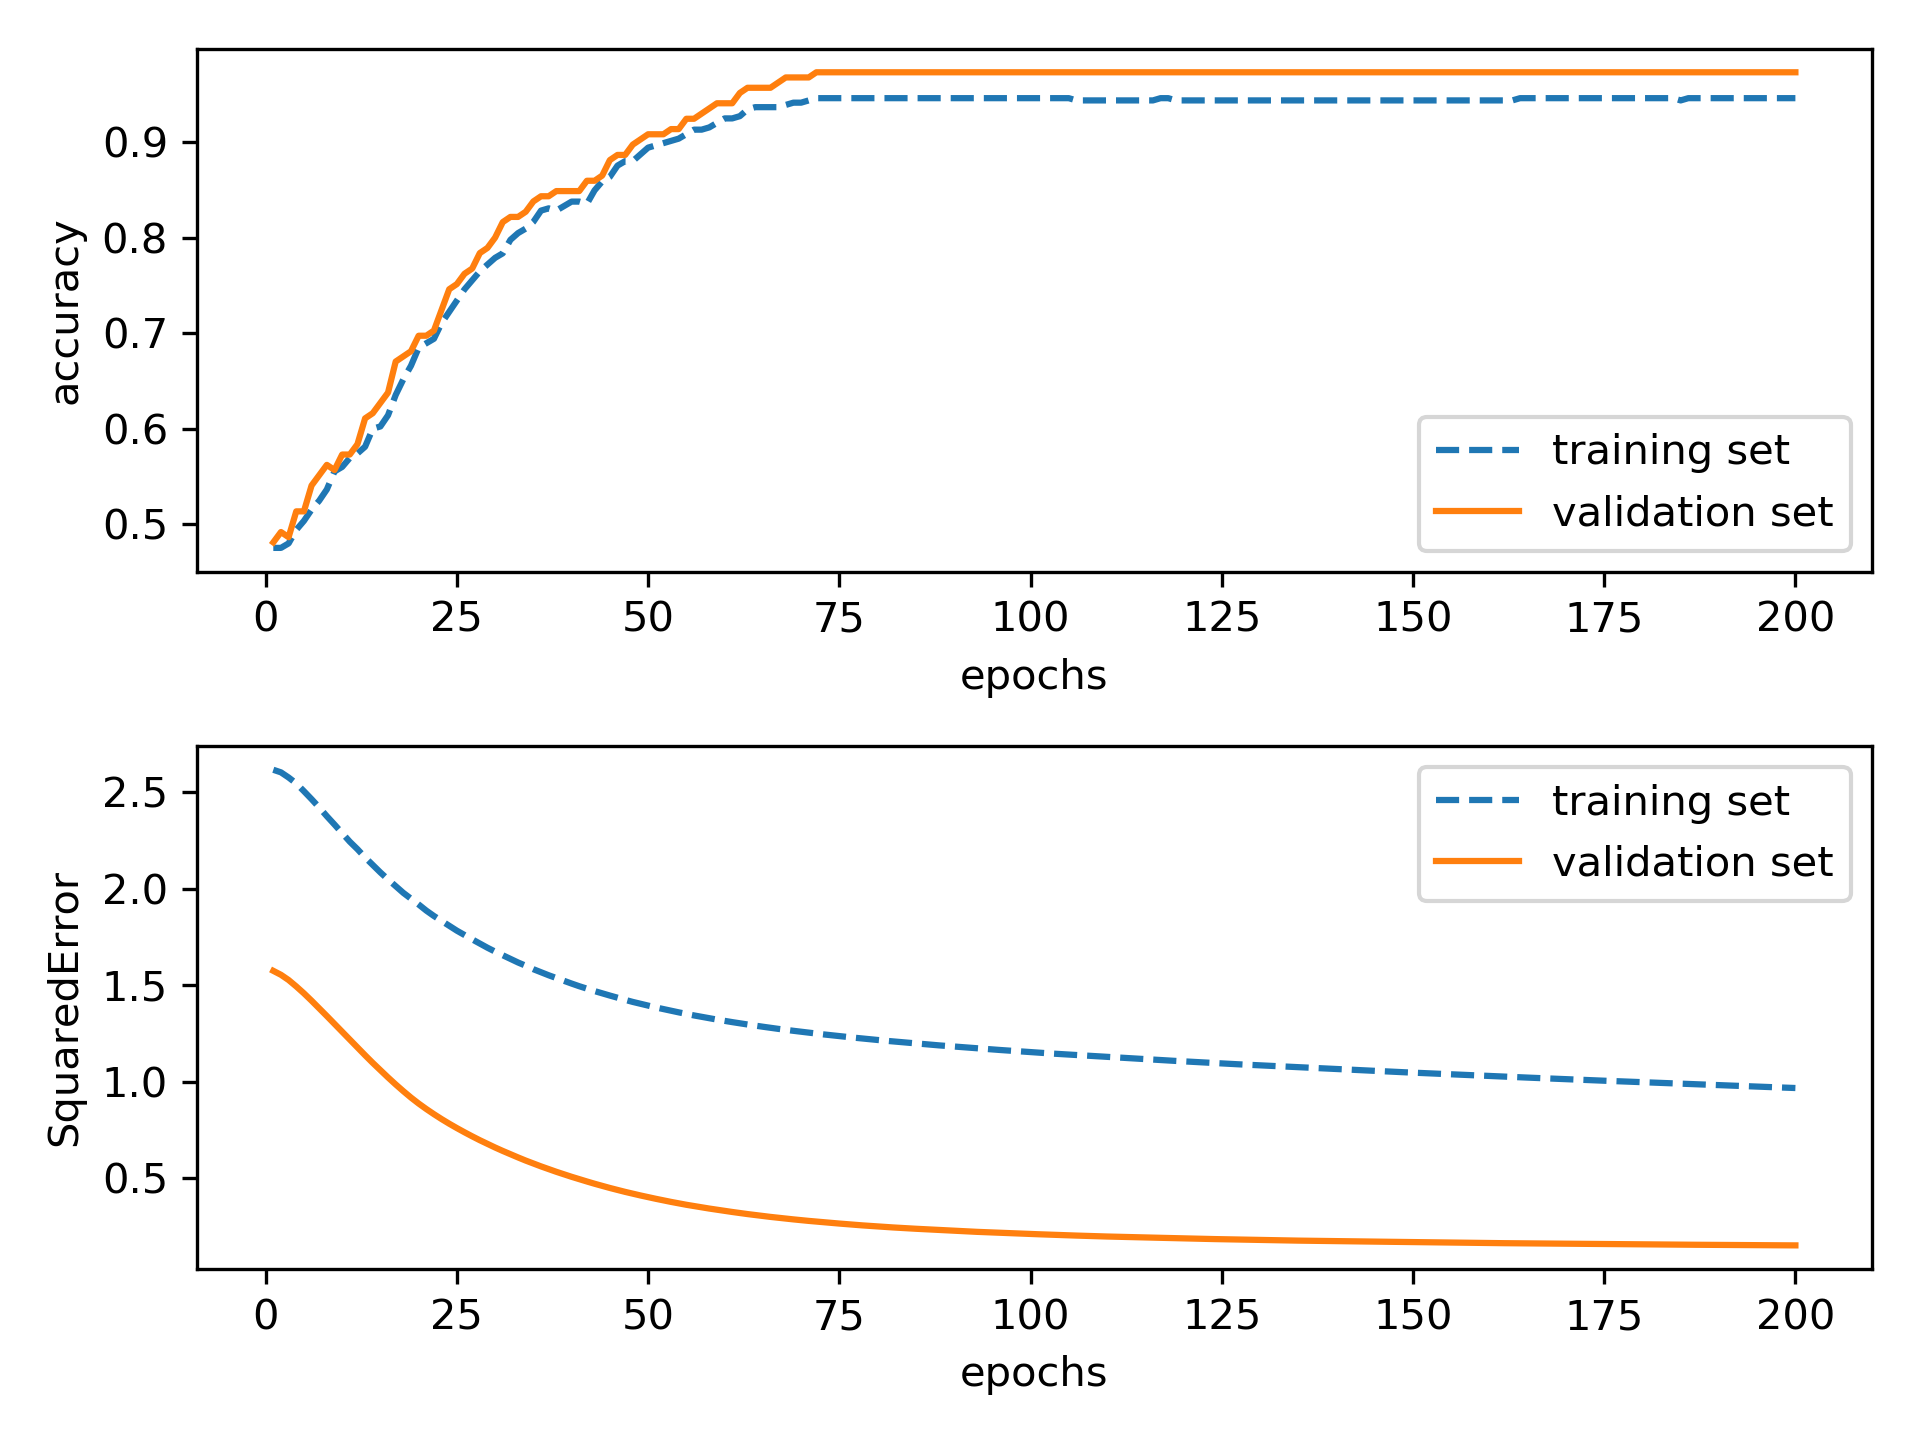 accuracy
0.9
0.8
0.7
0.6
0.5
training set
validation set
0 25 50 75 100 125 150 175 200
epochs
SquaredError
2.5
2.0
1.5
1.0
0.5
training set
validation set
0 25 50 75 100 125 150 175 200
epochs